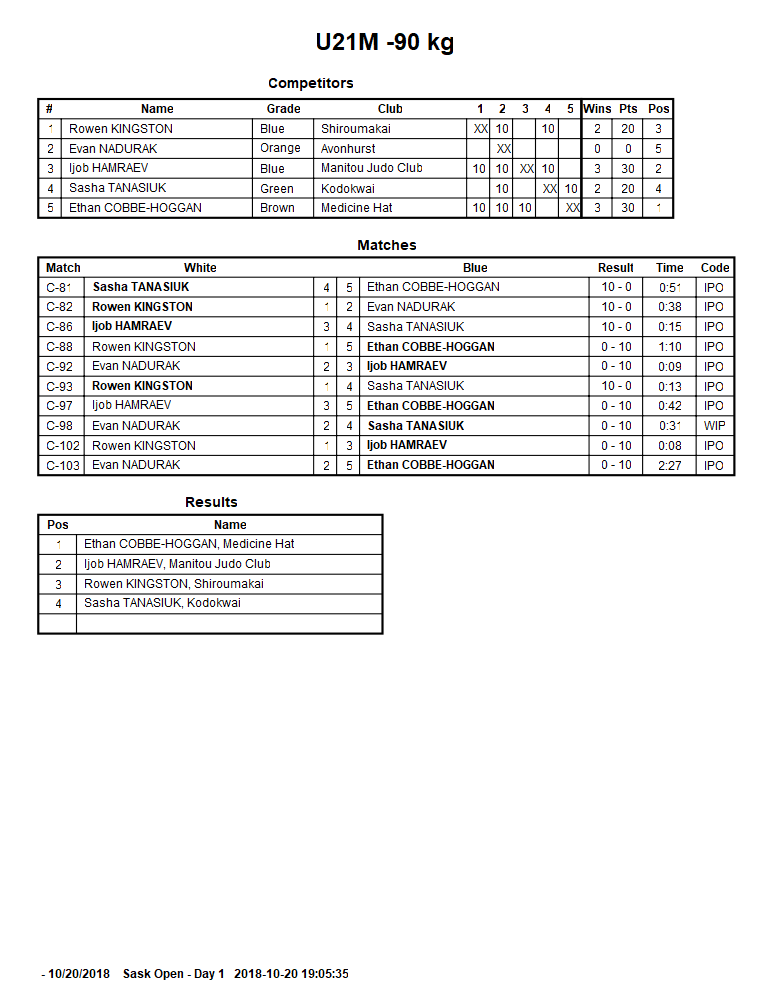 U21M -90 kg
Competitors
# Name Grade Club 1 2 3 4 5 Wins Pts Pos
1 Rowen KINGSTON Blue Shiroumakai XX 10 10 2 20 3
2 Evan NADURAK Orange Avonhurst XX 0 0 5
3 Ijob HAMRAEV Blue Manitou Judo Club 10 10 XX 10 3 30 2
4 Sasha TANASIUK Green Kodokwai 10 XX 10 2 20 4
5 Ethan COBBE-HOGGAN Brown Medicine Hat 10 10 10 XX 3 30 1
Matches
Match White Blue Result Time Code
C-81 Sasha TANASIUK 4 5 Ethan COBBE-HOGGAN 10 - 0 0:51 IPO
C-82 Rowen KINGSTON 1 2 Evan NADURAK 10 - 0 0:38 IPO
C-86 Ijob HAMRAEV 3 4 Sasha TANASIUK 10 - 0 0:15 IPO
C-88 Rowen KINGSTON 1 5 Ethan COBBE-HOGGAN 0 - 10 1:10 IPO
C-92 Evan NADURAK 2 3 Ijob HAMRAEV 0 - 10 0:09 IPO
C-93 Rowen KINGSTON 1 4 Sasha TANASIUK 10 - 0 0:13 IPO
C-97 Ijob HAMRAEV 3 5 Ethan COBBE-HOGGAN 0 - 10 0:42 IPO
C-98 Evan NADURAK 2 4 Sasha TANASIUK 0 - 10 0:31 WIP
C-102 Rowen KINGSTON 1 3 Ijob HAMRAEV 0 - 10 0:08 IPO
C-103 Evan NADURAK 2 5 Ethan COBBE-HOGGAN 0 - 10 2:27 IPO
Results
Pos Name
1 Ethan COBBE-HOGGAN, Medicine Hat
2 Ijob HAMRAEV, Manitou Judo Club
3 Rowen KINGSTON, Shiroumakai
4 Sasha TANASIUK, Kodokwai
- 10/20/2018 Sask Open - Day 1 2018-10-20 19:05:35